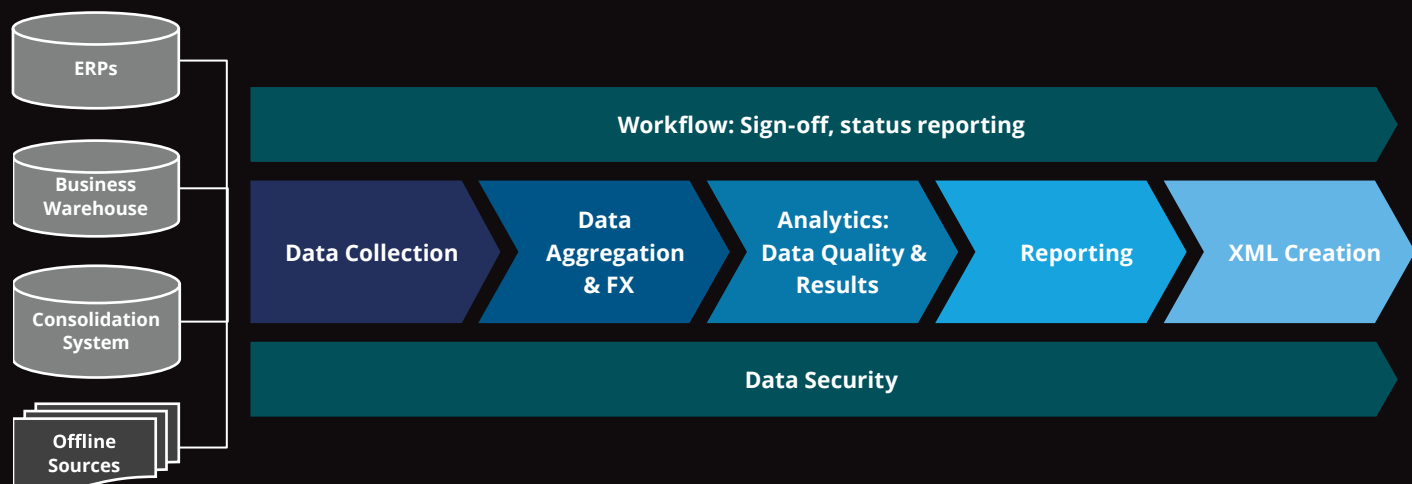 ERPs
Business
Warehouse
Consolidation
System
Offline
Sources
Workflow: Sign-off, status reporting
Data Collection
Data
Aggregation
& FX
Analytics:
Data Quality &
Results
Reporting
XML Creation
Data Security